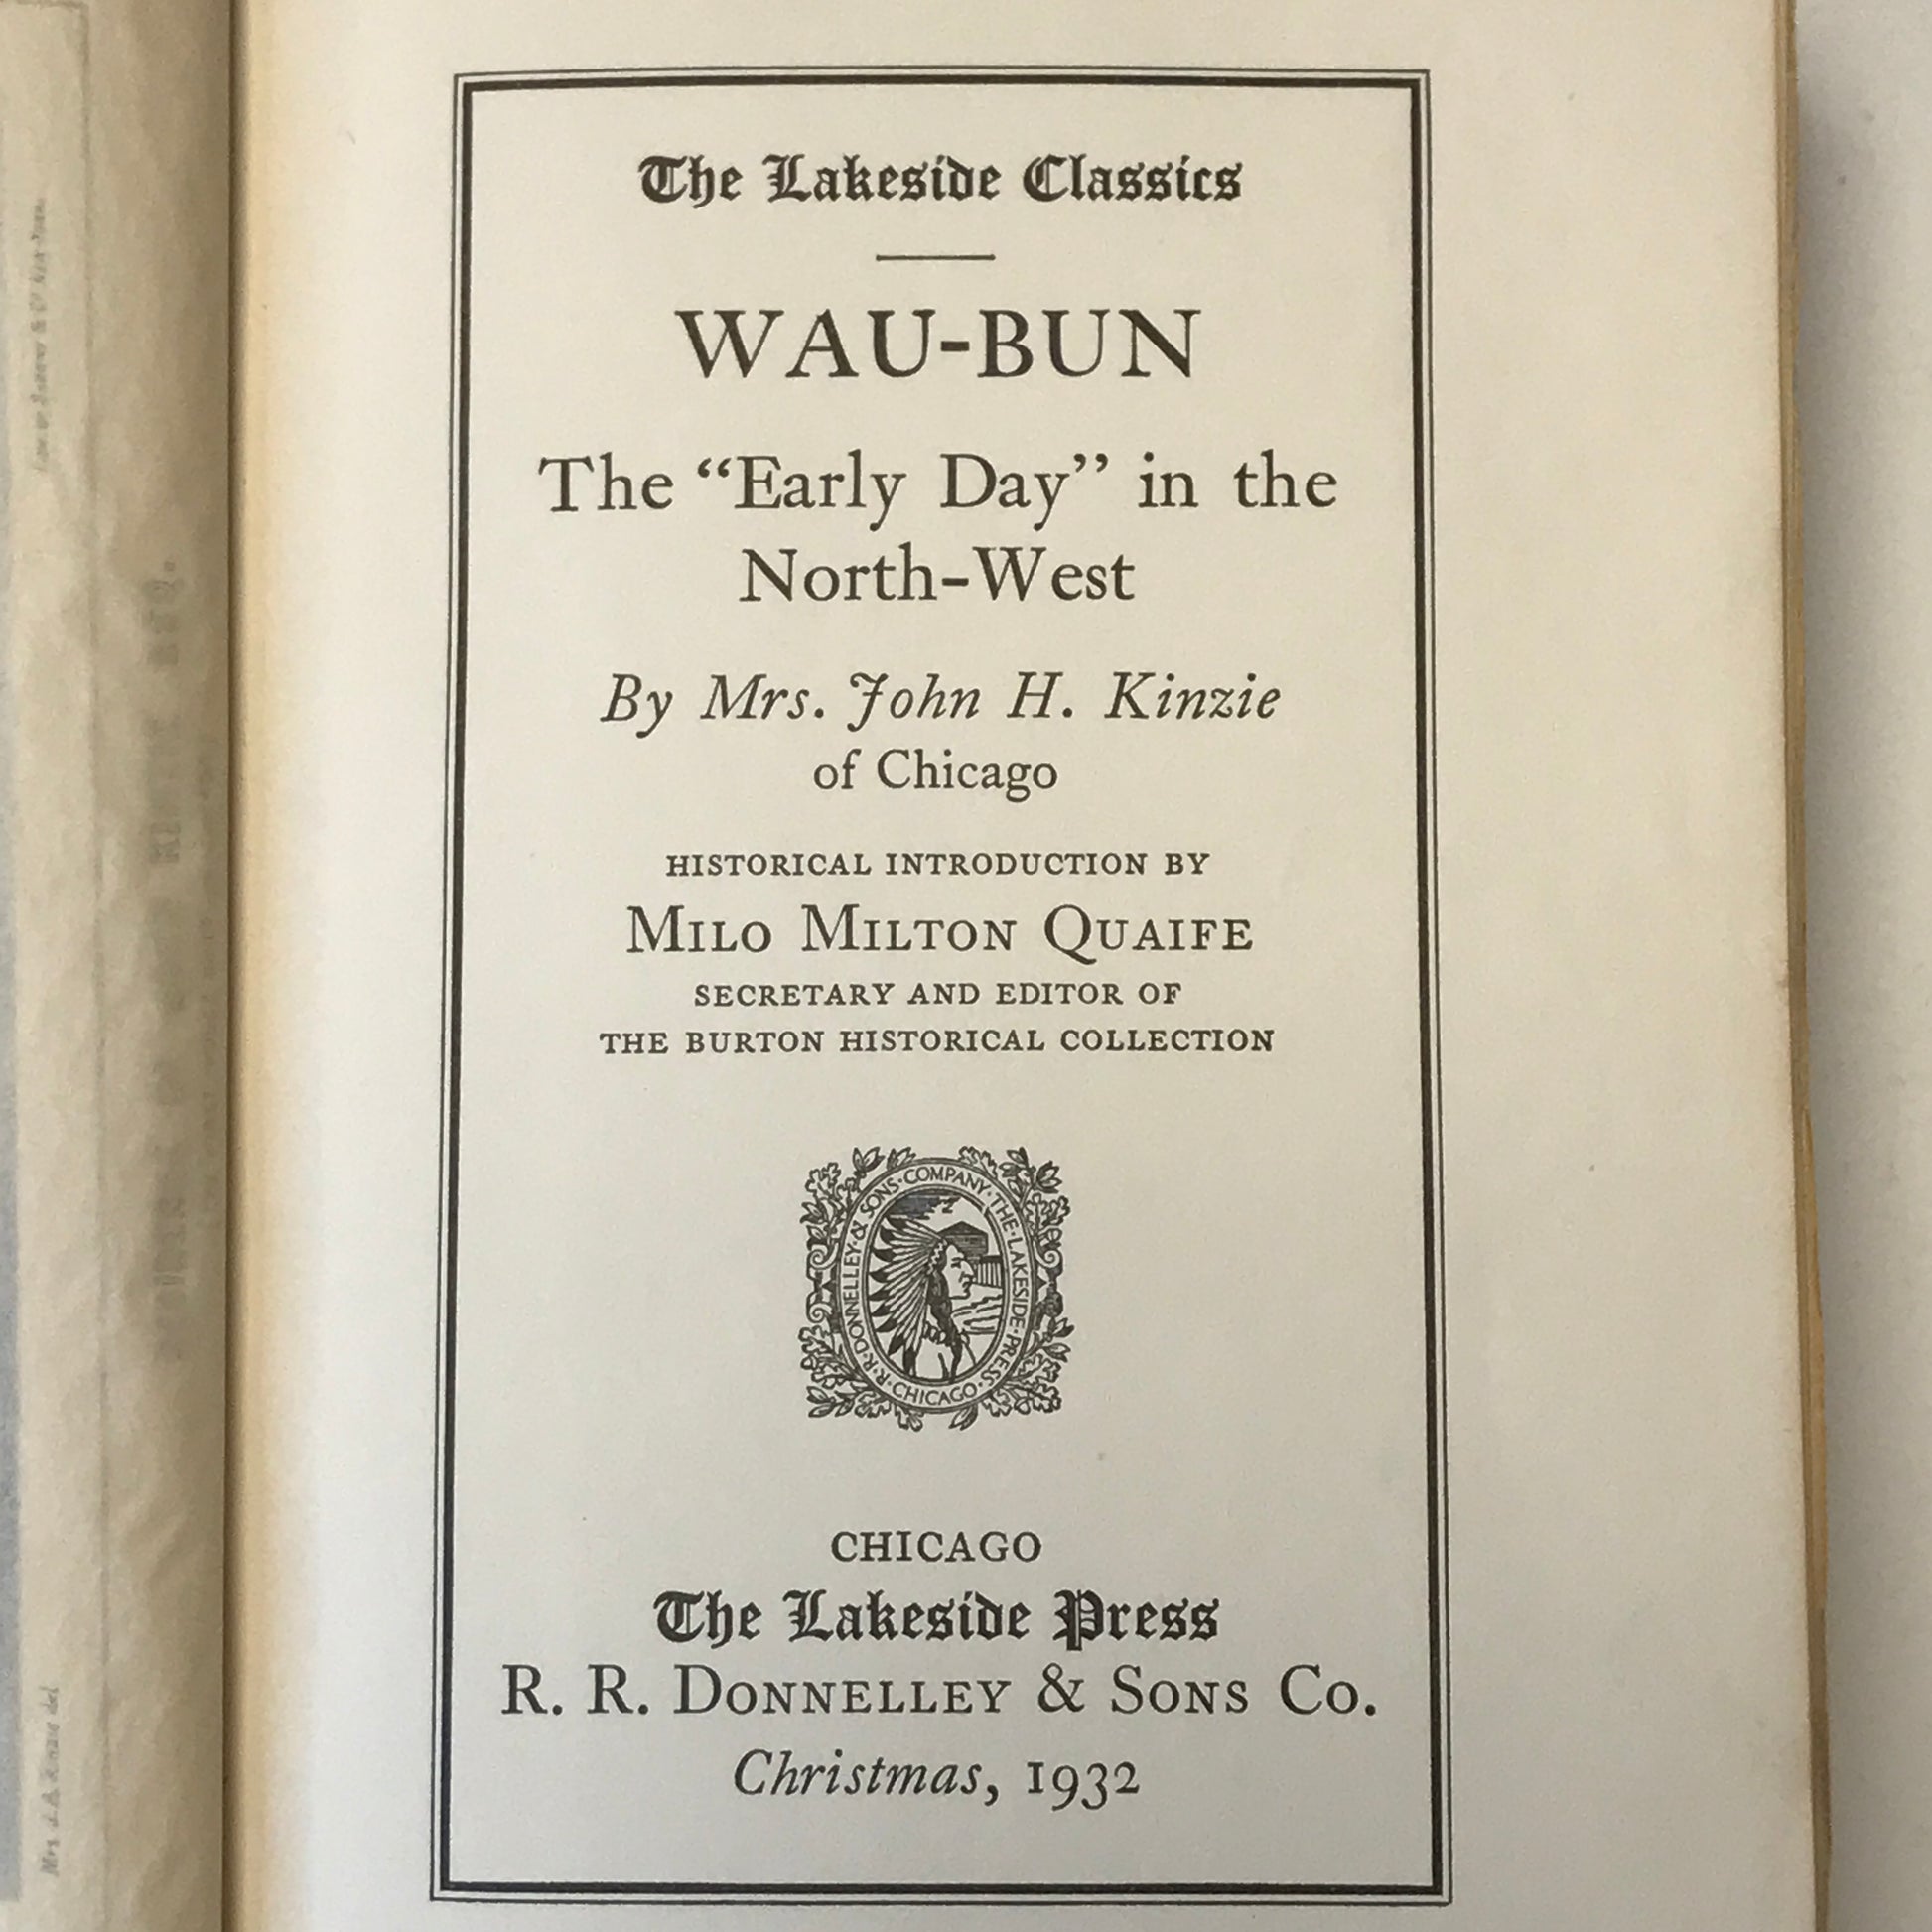 The Lakeside Classics
WAU-BUN
The “Early Day” in the
North-West
By Mrs. John H. Kinzie
of Chicago
HISTORICAL INTRODUCTION BY
MILO MILTON QUAIFE
SECRETARY AND EDITOR OF
THE BURTON HISTORICAL COLLECTION
R·R·DONNELLEY·&·SONS·COMPANY·THE·LAKESIDE·PRESS
·CHICAGO·
CHICAGO
The Lakeside Press
R. R. DONNELLEY & SONS CO.
Christmas, 1932